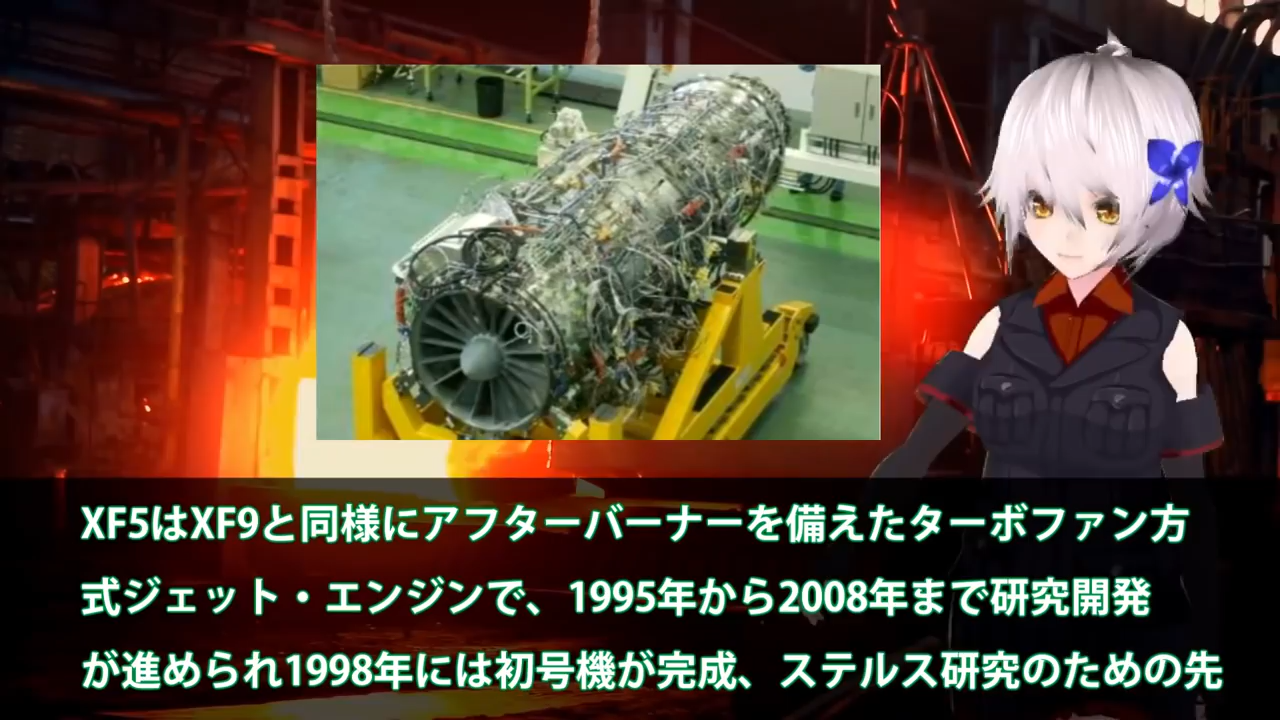 XF5はXF9と同様にアフターバーナーを備えたターボファン方
式ジェット・エンジンで、1995年から2008年まで研究開発
が進められ1998年には初号機が完成、ステルス研究のための先